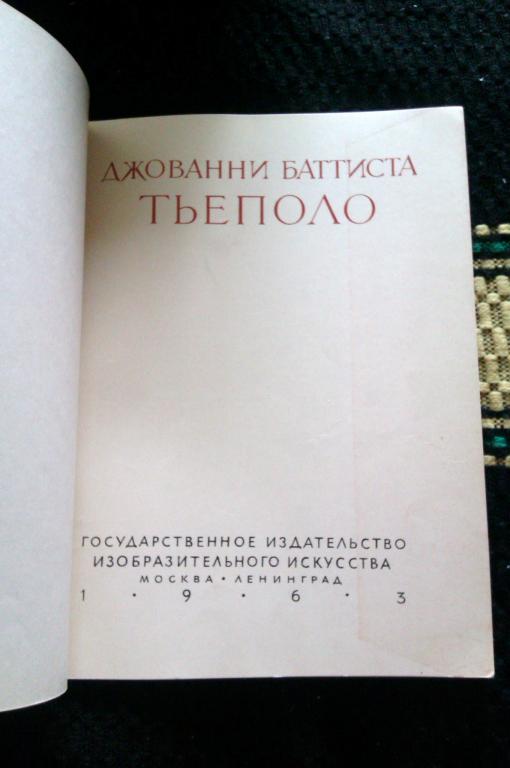 ДЖОВАННИ БАТТИСТА
ТЬЕПОЛО
ГОСУДАРСТВЕННОЕ ИЗДАТЕЛЬСТВО
ИЗОБРАЗИТЕЛЬНОГО ИСКУССТВА
МОСКВА • ЛЕНИНГРАД
1 • 9 • 6 • 3